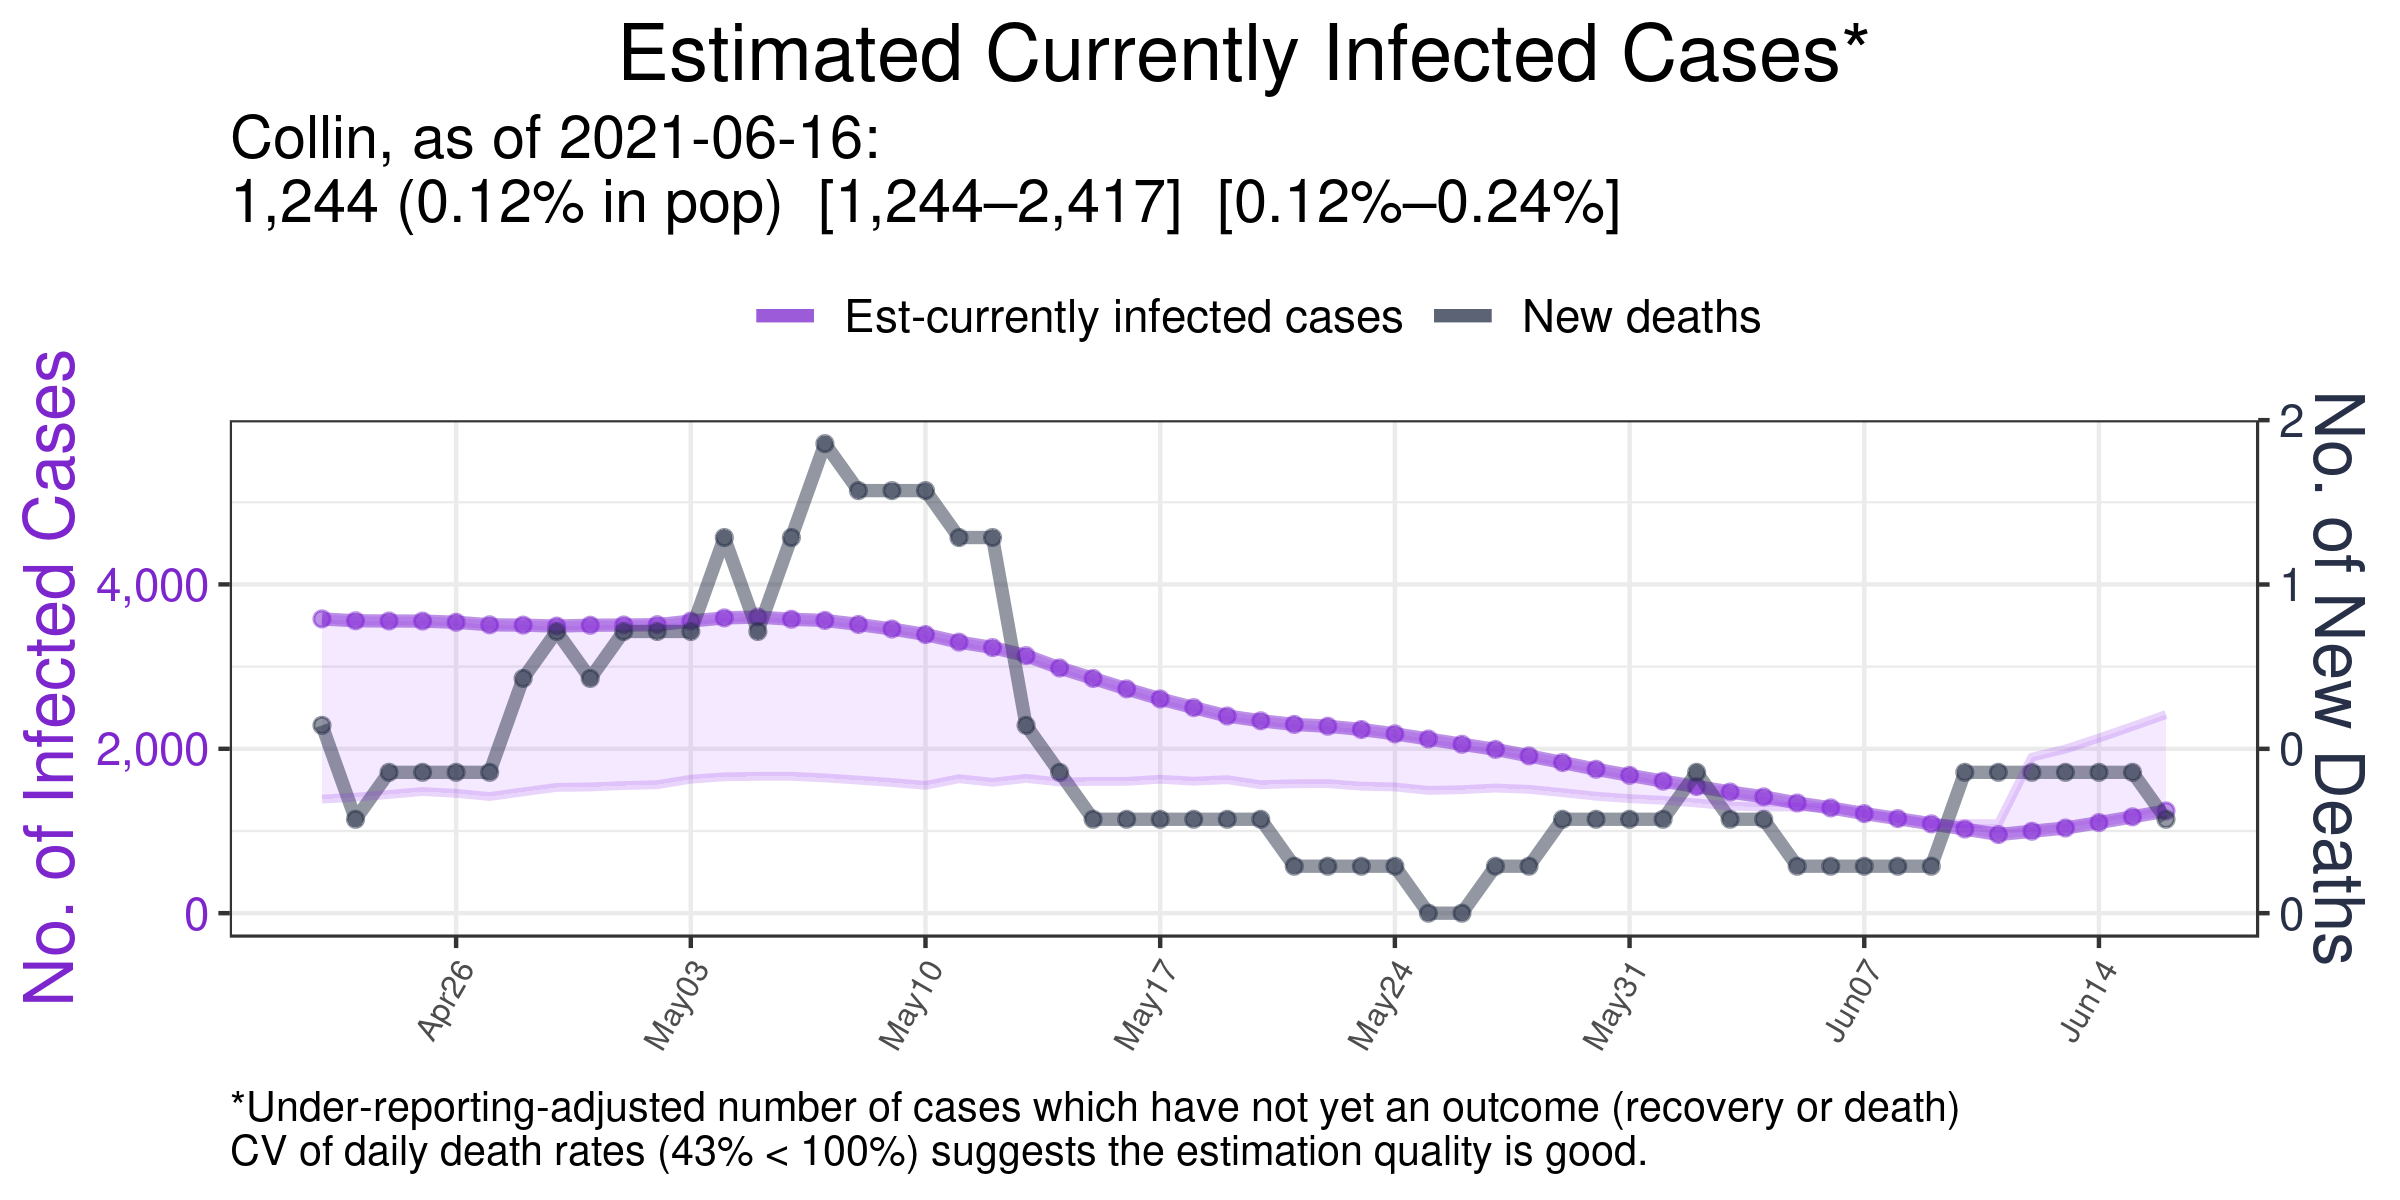 Estimated Currently Infected Cases*
Collin, as of 2021-06-16:
1,244 (0.12% in pop)  [1,244–2,417]  [0.12%–0.24%]
Est-currently infected cases
New deaths
No. of Infected Cases
4,000
2,000
0
2
1
0
0
No. of New Deaths
Apr26
May03
May10
May17
May24
May31
Jun07
Jun14
*Under-reporting-adjusted number of cases which have not yet an outcome (recovery or death)
CV of daily death rates (43% < 100%) suggests the estimation quality is good.